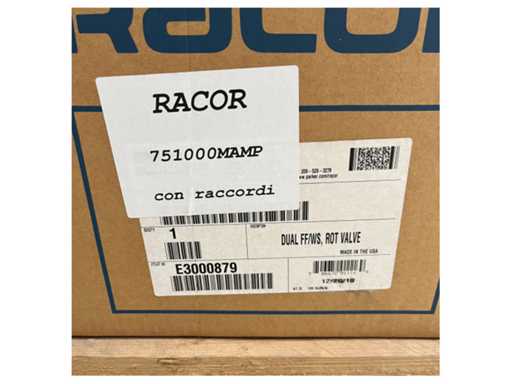 RACOR
RACOR
751000MAMP
con raccordi
1
DUAL FF/WS, ROT VALVE
MADE IN THE USA
E3000879